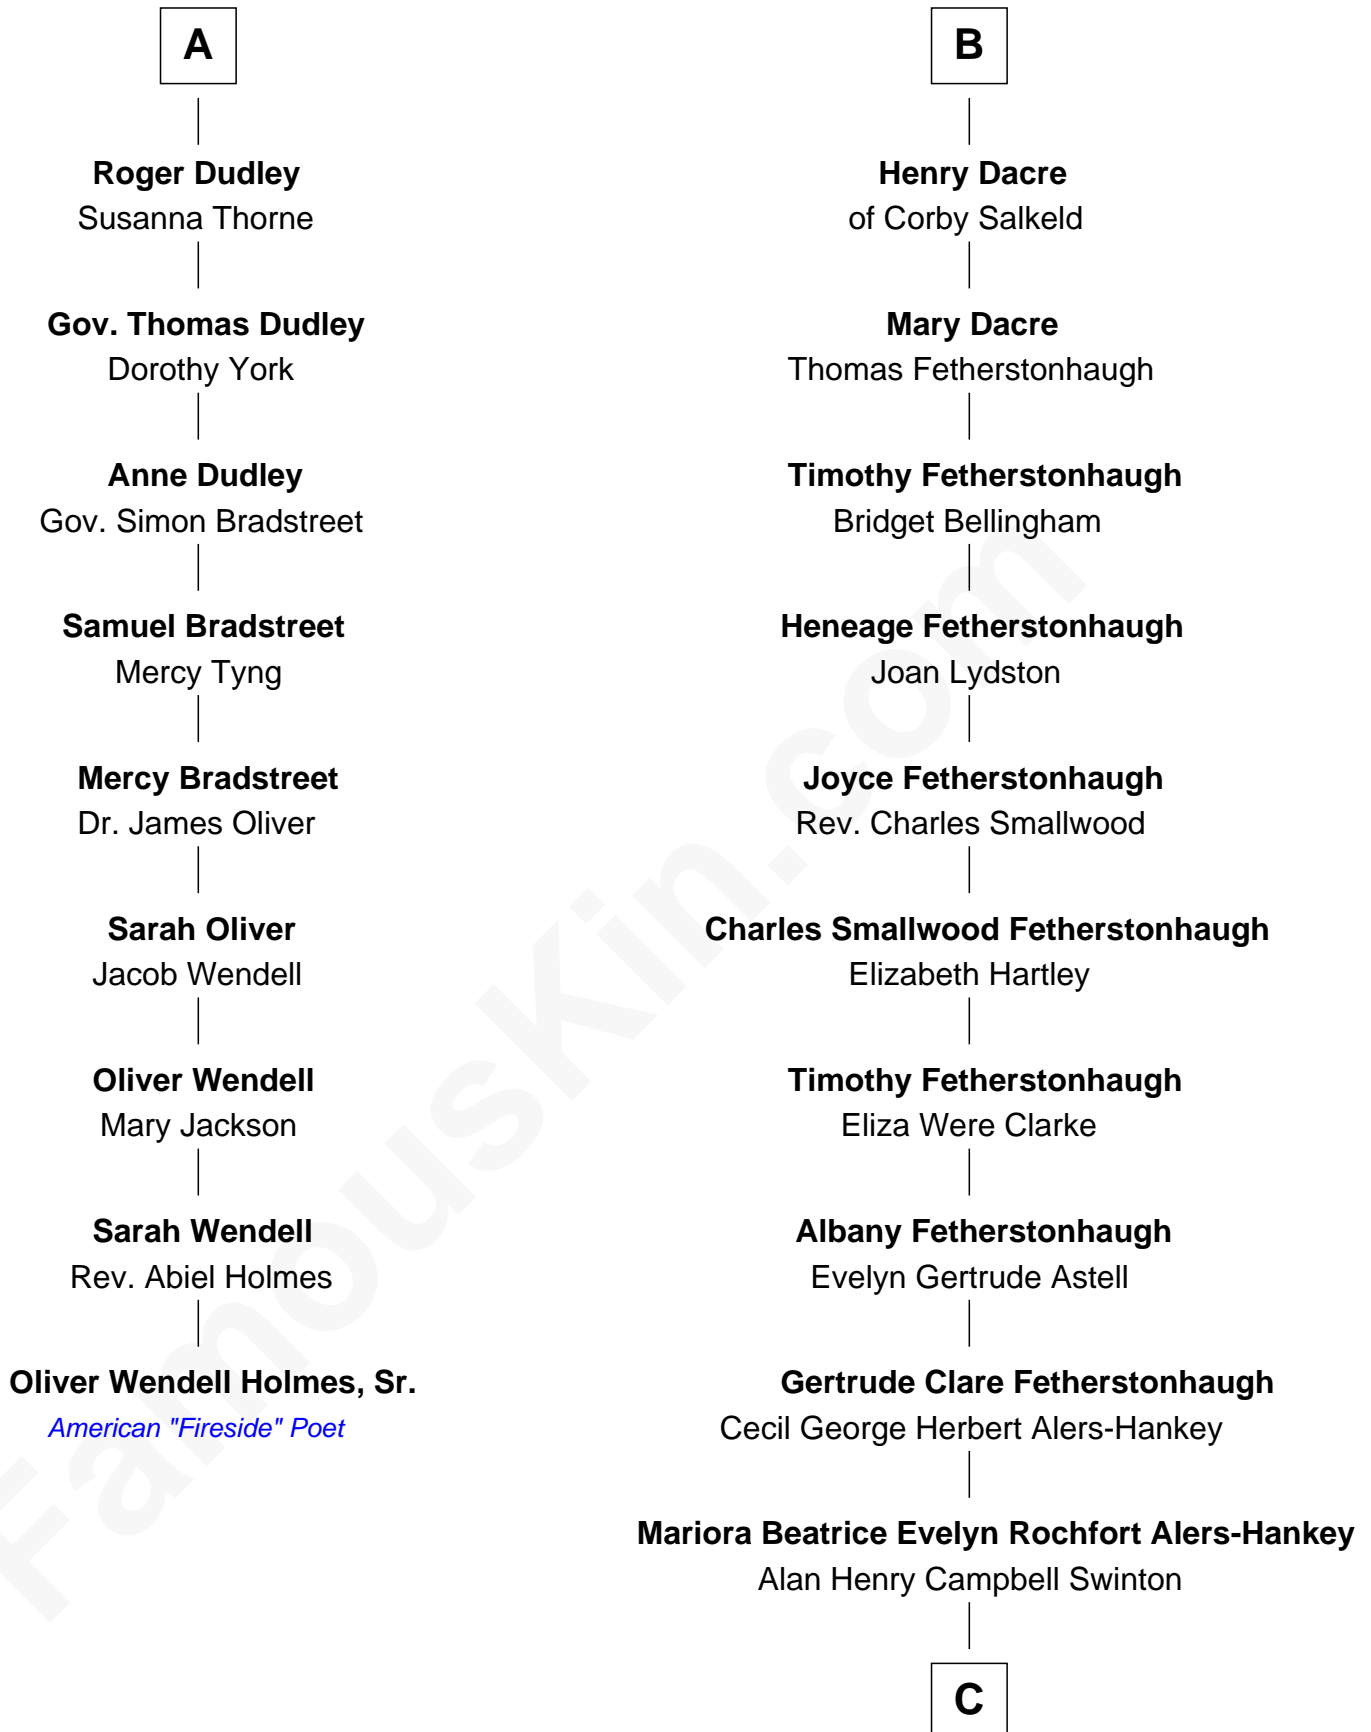 A
Roger Dudley
Susanna Thorne
Gov. Thomas Dudley
Dorothy York
Anne Dudley
Gov. Simon Bradstreet
Samuel Bradstreet
Mercy Tyng
Mercy Bradstreet
Dr. James Oliver
Sarah Oliver
Jacob Wendell
Oliver Wendell
Mary Jackson
Sarah Wendell
Rev. Abiel Holmes
Oliver Wendell Holmes, Sr.
American "Fireside" Poet
B
Henry Dacre
of Corby Salkeld
Mary Dacre
Thomas Fetherstonhaugh
Timothy Fetherstonhaugh
Bridget Bellingham
Heneage Fetherstonhaugh
Joan Lydston
Joyce Fetherstonhaugh
Rev. Charles Smallwood
Charles Smallwood Fetherstonhaugh
Elizabeth Hartley
Timothy Fetherstonhaugh
Eliza Were Clarke
Albany Fetherstonhaugh
Evelyn Gertrude Astell
Gertrude Clare Fetherstonhaugh
Cecil George Herbert Alers-Hankey
Mariora Beatrice Evelyn Rochfort Alers-Hankey
Alan Henry Campbell Swinton
C
FamousKin.com